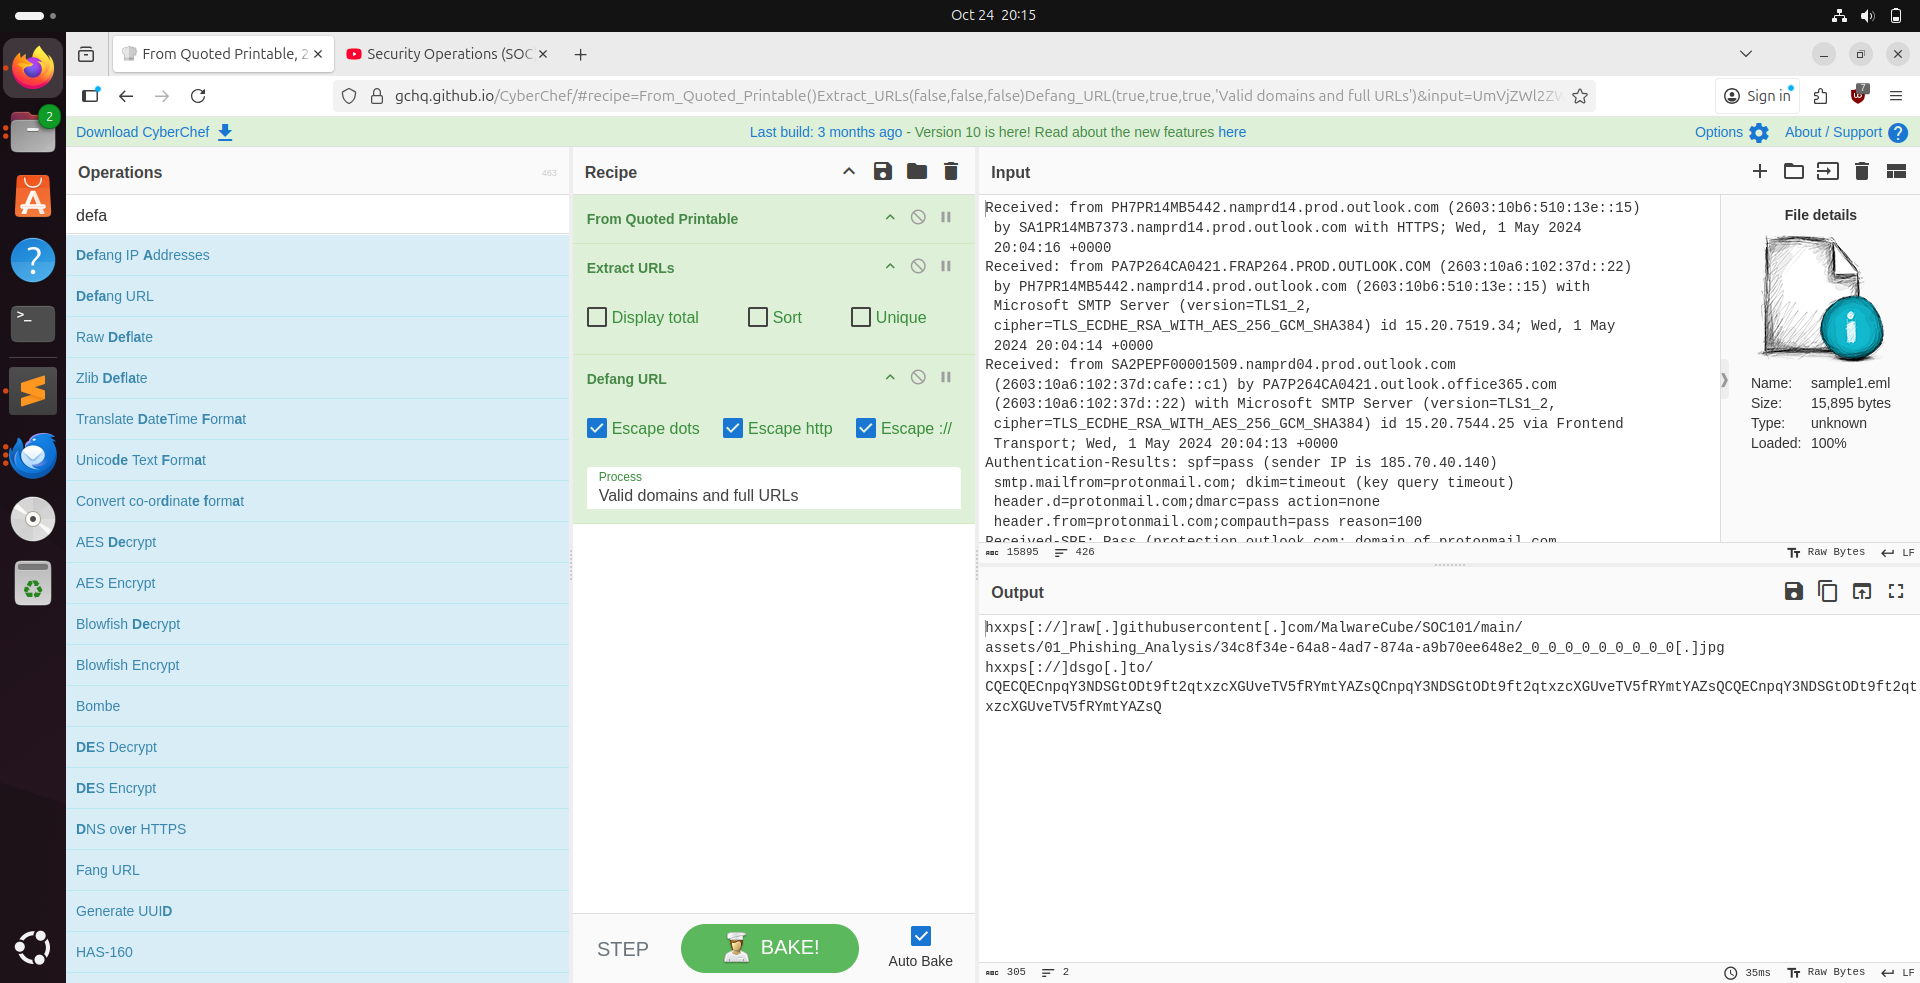 Oct 24 20:15
From Quoted Printable, 2
Security Operations (SOC
gchq.github.io/CyberChef/#recipe=From_Quoted_Printable()Extract_URLs(false,false,false)Defang_URL(true,true,true,'Valid domains and full URLs')&input=UmVjZWl2ZW
Sign in
7
2
Download CyberChef
Last build: 3 months ago - Version 10 is here! Read about the new features here
Options
About / Support
Operations
463
defa
Defang IP Addresses
Defang URL
Raw Deflate
Zlib Deflate
Translate DateTime Format
Unicode Text Format
Convert co-ordinate format
AES Decrypt
AES Encrypt
Blowfish Decrypt
Blowfish Encrypt
Bombe
DES Decrypt
DES Encrypt
DNS over HTTPS
Fang URL
Generate UUID
HAS-160
Recipe
From Quoted Printable
Extract URLs
Display total
Sort
Unique
Defang URL
Escape dots
Escape http
Escape ://
Process
Valid domains and full URLs
STEP
BAKE!
Auto Bake
Input
Received: from PH7PR14MB5442.namprd14.prod.outlook.com (2603:10b6:510:13e::15)
by SA1PR14MB7373.namprd14.prod.outlook.com with HTTPS; Wed, 1 May 2024
20:04:16 +0000
Received: from PA7P264CA0421.FRAP264.PROD.OUTLOOK.COM (2603:10a6:102:37d::22)
by PH7PR14MB5442.namprd14.prod.outlook.com (2603:10b6:510:13e::15) with
Microsoft SMTP Server (version=TLS1_2,
cipher=TLS_ECDHE_RSA_WITH_AES_256_GCM_SHA384) id 15.20.7519.34; Wed, 1 May
2024 20:04:14 +0000
Received: from SA2PEPF00001509.namprd04.prod.outlook.com
(2603:10a6:102:37d:cafe::c1) by PA7P264CA0421.outlook.office365.com
(2603:10a6:102:37d::22) with Microsoft SMTP Server (version=TLS1_2,
cipher=TLS_ECDHE_RSA_WITH_AES_256_GCM_SHA384) id 15.20.7544.25 via Frontend
Transport; Wed, 1 May 2024 20:04:13 +0000
Authentication-Results: spf=pass (sender IP is 185.70.40.140)
smtp.mailfrom=protonmail.com; dkim=timeout (key query timeout)
header.d=protonmail.com;dmarc=pass action=none
header.from=protonmail.com;compauth=pass reason=100
Received-SPF: Pass (protection.outlook.com: domain of protonmail.com
File details
Name: sample1.eml
Size: 15,895 bytes
Type: unknown
Loaded: 100%
15895 426
Raw Bytes LF
Output
hxxps[://]raw[.]githubusercontent[.]com/MalwareCube/SOC101/main/
assets/01_Phishing_Analysis/34c8f34e-64a8-4ad7-874a-a9b70ee648e2_0_0_0_0_0_0_0_0_0[.]jpg
hxxps[://]dsgo[.]to/
CQECQECnpqY3NDSGtODt9ft2qtxzcXGUveTV5fRYmtYAZsQCnpqY3NDSGtODt9ft2qtxzcXGUveTV5fRYmtYAZsQCQECnpqY3NDSGtODt9ft2qt
xzcXGUveTV5fRYmtYAZsQ
305 2
35ms Raw Bytes LF